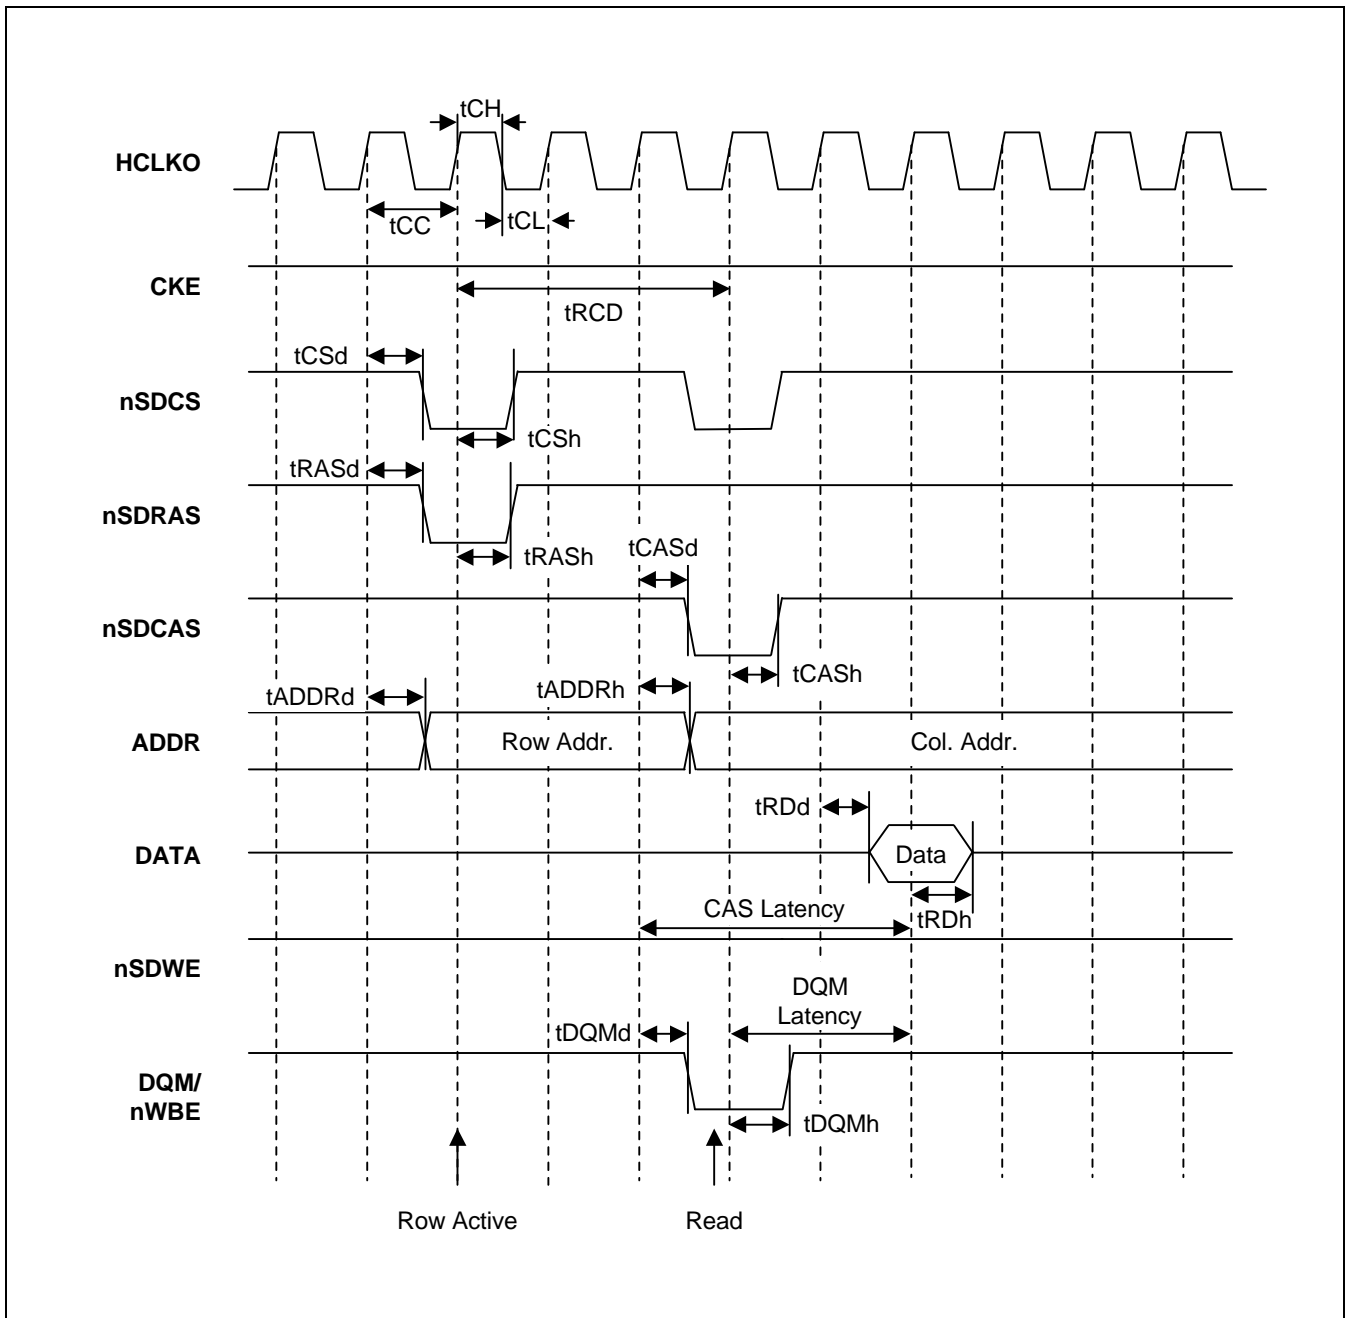 tCH
HCLKO
tCC
tCL
CKE
tRCD
tCSd
nSDCS
tCSh
tRASd
nSDRAS
tRASh
tCASd
nSDCAS
tCASh
tADDRd
tADDRh
ADDR
Row Addr.
Col. Addr.
tRDd
DATA
Data
CAS Latency
tRDh
nSDWE
DQM
Latency
tDQMd
DQM/
nWBE
tDQMh
Row Active
Read